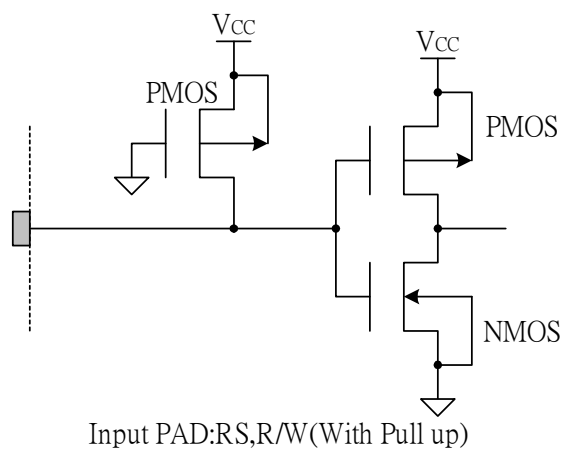 VCC
VCC
PMOS
PMOS
NMOS
Input PAD:RS,R/W(With Pull up)